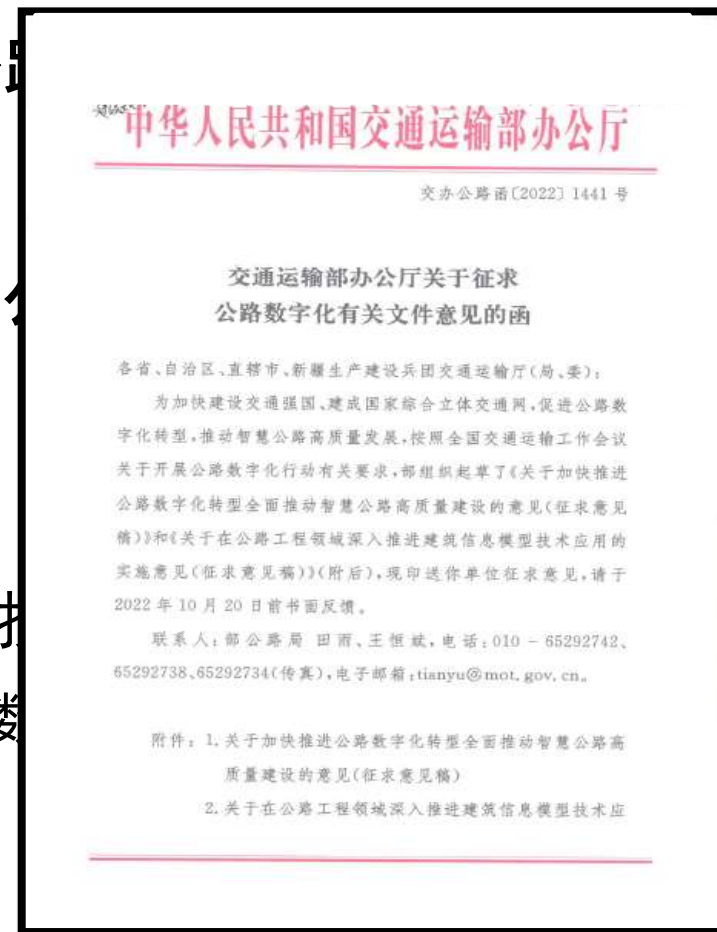 中华人民共和国交通运输部办公厅
交办公路函〔2022〕1441 号
交通运输部办公厅关于征求
公路数字化有关文件意见的函
各省、自治区、直辖市、新疆生产建设兵团交通运输厅(局、委):
为加快建设交通强国、建成国家综合立体交通网,促进公路数
字化转型,推动智慧公路高质量发展,按照全国交通运输工作会议
关于开展公路数字化行动有关要求,部组织起草了《关于加快推进
公路数字化转型全面推动智慧公路高质量建设的意见(征求意见
稿)》和《关于在公路工程领域深入推进建筑信息模型技术应用的
实施意见(征求意见稿)》(附后),现印送你单位征求意见,请于
2022 年 10 月 20 日前书面反馈。
联系人:部公路局 田雨、王恒斌,电话:010-65292742、
65292738、65292734(传真),电子邮箱:tianyu@mot.gov.cn。
附件:1.关于加快推进公路数字化转型全面推动智慧公路高
质量建设的意见(征求意见稿)
2.关于在公路工程领域深入推进建筑信息模型技术应